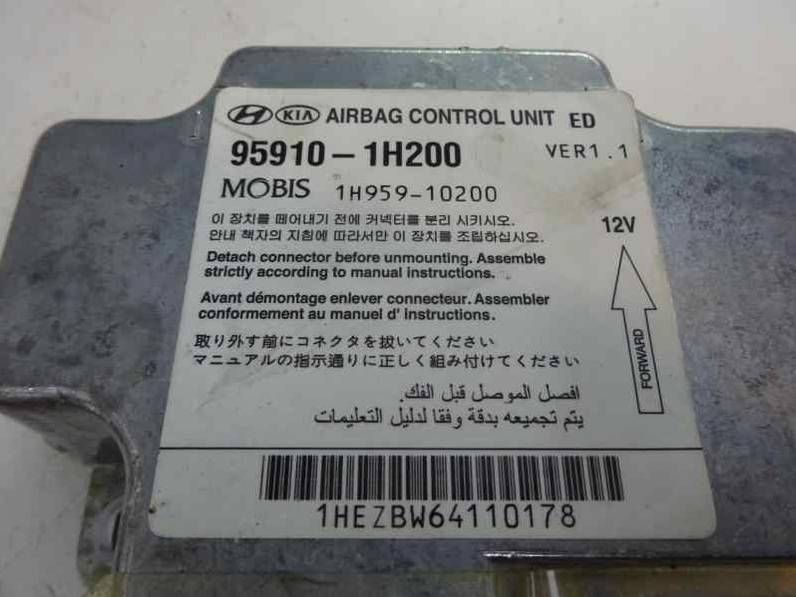 KIA AIRBAG CONTROL UNIT ED
95910-1H200 VER1.1
MOBIS 1H959-10200
이 장치를 떼어내기 전에 커넥터를 분리 시키시오.
안내 책자의 지침에 따라서만 이 장치를 조립하십시오.
12V
Detach connector before unmounting. Assemble
strictly according to manual instructions.
Avant démontage enlever connecteur. Assembler
conformement au manuel d' instructions.
FORWARD
取り外す前にコネクタを抜いてください
マニュアルの指示通りに正しく組み付けてください
افصل الموصل قبل الفك.
يتم تجميعه بدقة وفقا لدليل التعليمات
1HEZBW64110178